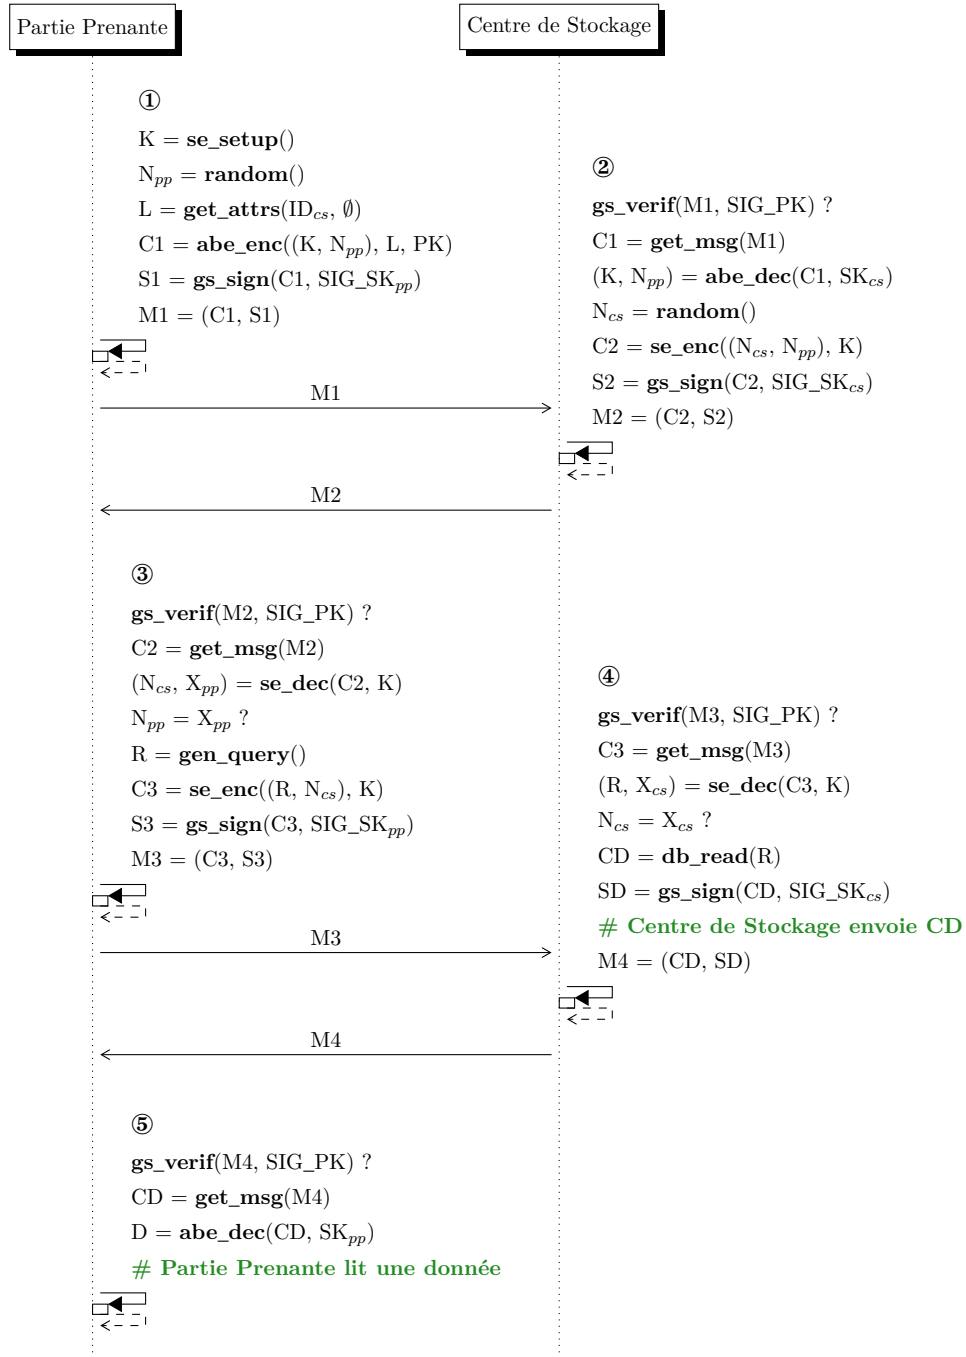 Partie Prenante
Centre de Stockage
①
K = se_setup()
N_pp = random()
L = get_attrs(ID_cs, ∅)
C1 = abe_enc((K, N_pp), L, PK)
S1 = gs_sign(C1, SIG_SK_pp)
M1 = (C1, S1)
M1
②
gs_verif(M1, SIG_PK) ?
C1 = get_msg(M1)
(K, N_pp) = abe_dec(C1, SK_cs)
N_cs = random()
C2 = se_enc((N_cs, N_pp), K)
S2 = gs_sign(C2, SIG_SK_cs)
M2 = (C2, S2)
M2
③
gs_verif(M2, SIG_PK) ?
C2 = get_msg(M2)
(N_cs, X_pp) = se_dec(C2, K)
N_pp = X_pp ?
R = gen_query()
C3 = se_enc((R, N_cs), K)
S3 = gs_sign(C3, SIG_SK_pp)
M3 = (C3, S3)
M3
④
gs_verif(M3, SIG_PK) ?
C3 = get_msg(M3)
(R, X_cs) = se_dec(C3, K)
N_cs = X_cs ?
CD = db_read(R)
SD = gs_sign(CD, SIG_SK_cs)
# Centre de Stockage envoie CD
M4 = (CD, SD)
M4
⑤
gs_verif(M4, SIG_PK) ?
CD = get_msg(M4)
D = abe_dec(CD, SK_pp)
# Partie Prenante lit une donnée